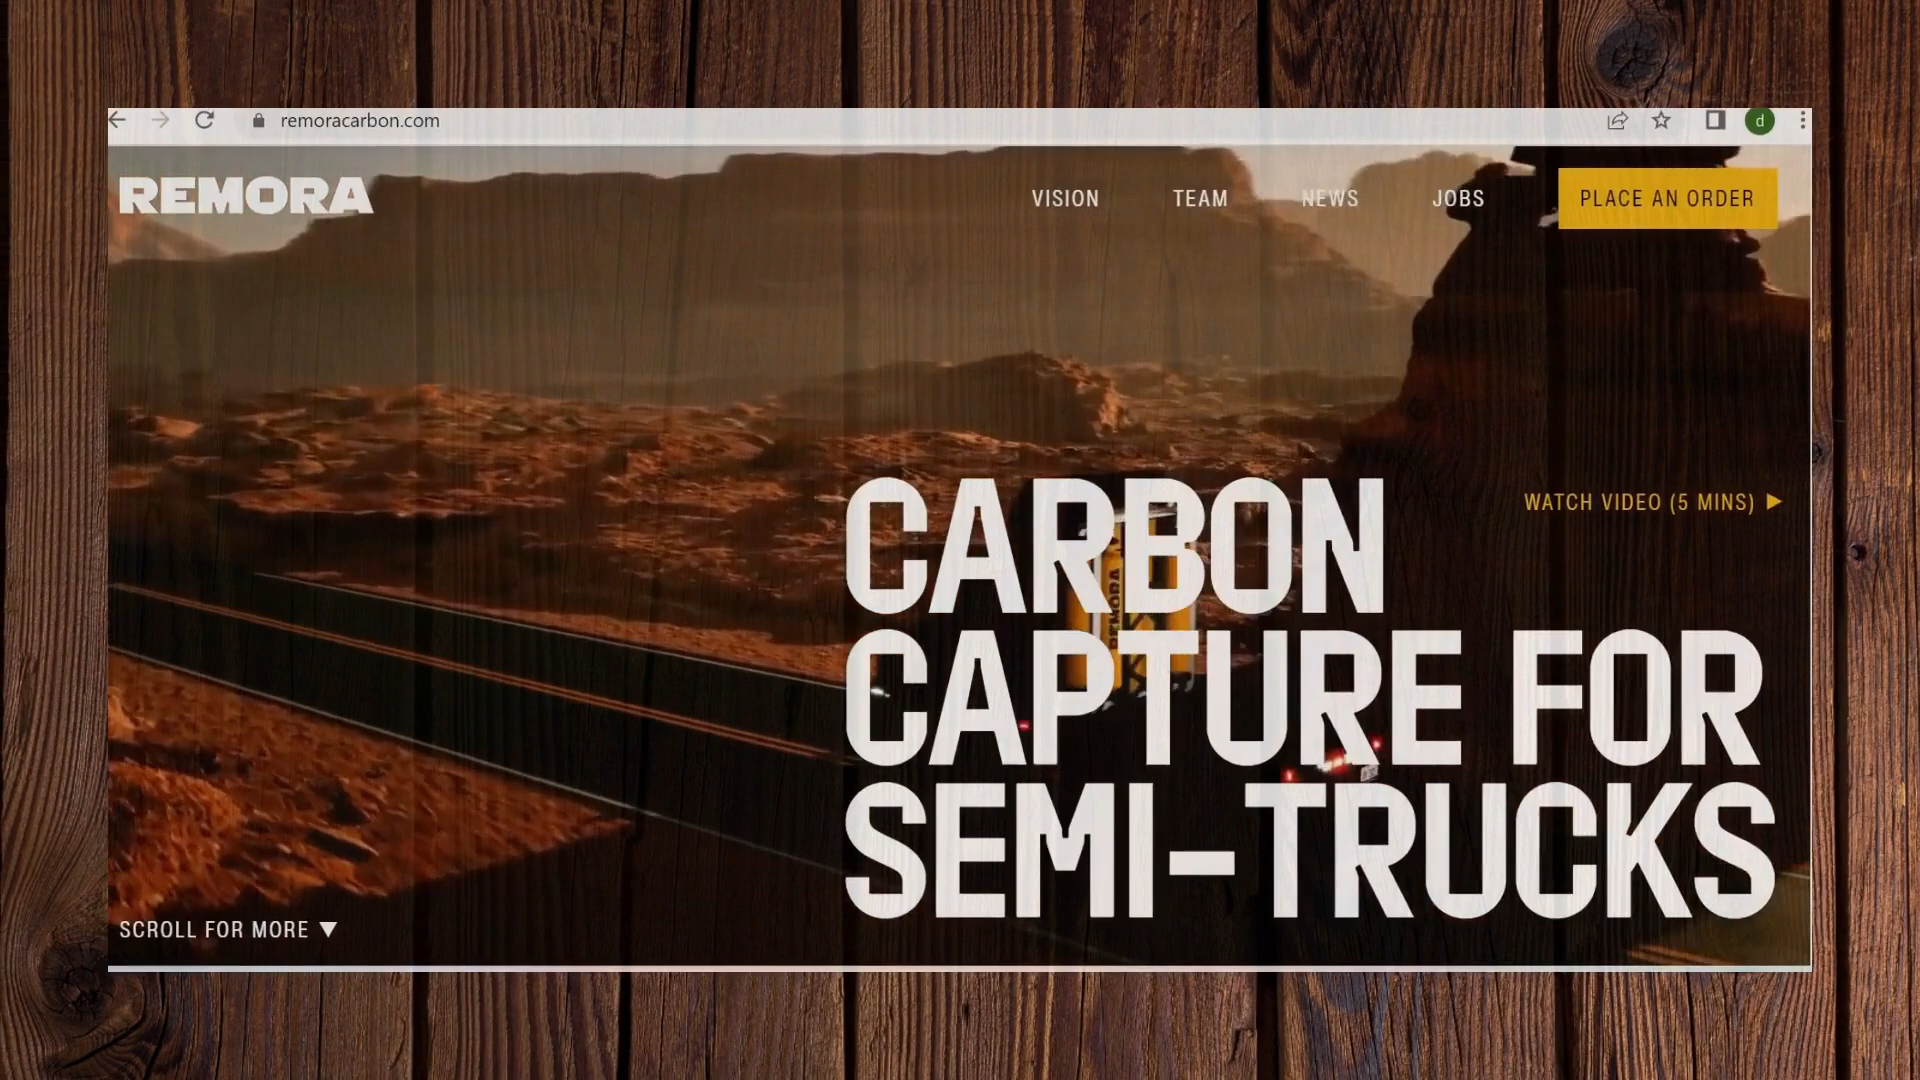 remoracarbon.com
d
REMORA
VISION
TEAM
NEWS
JOBS
PLACE AN ORDER
WATCH VIDEO (5 MINS)
REMORA
CARBON
CAPTURE FOR
SEMI-TRUCKS
SCROLL FOR MORE